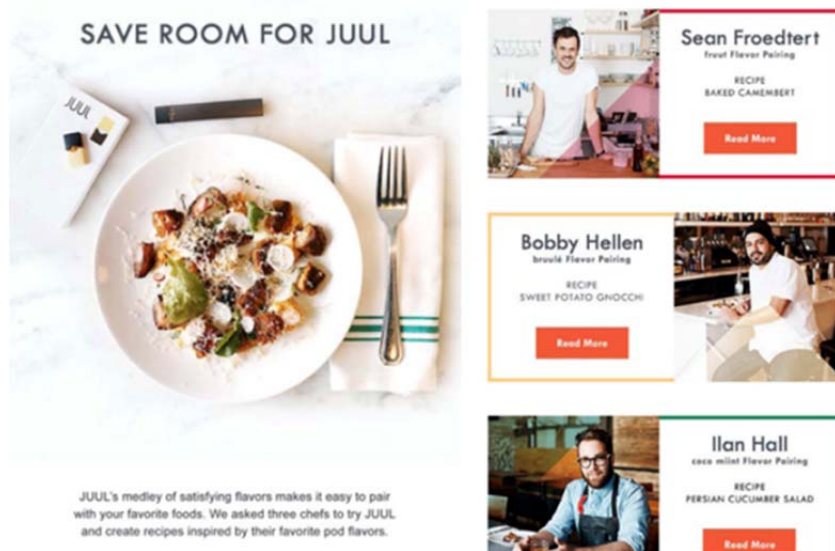 SAVE ROOM FOR JUUL
JUUL
JUUL's medley of satisfying flavors makes it easy to pair
with your favorite foods. We asked three chefs to try JUUL
and create recipes inspired by their favorite pod flavors.
Sean Froedtert
fruut Flavor Pairing
RECIPE
BAKED CAMEMBERT
Read More
Bobby Hellen
bruulé Flavor Pairing
RECIPE
SWEET POTATO GNOCCHI
Read More
Ilan Hall
coco miint Flavor Pairing
RECIPE
PERSIAN CUCUMBER SALAD
Read More